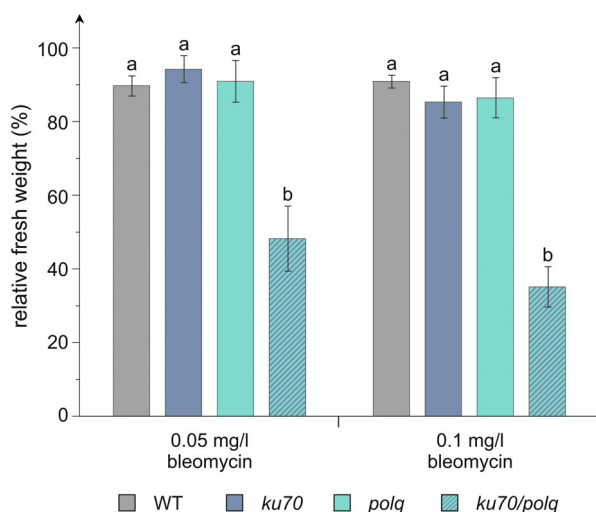 relative fresh weight (%)
100
80
60
40
20
0
a
a
a
b
a
a
a
b
0.05 mg/l
bleomycin
0.1 mg/l
bleomycin
WT
ku70
polq
ku70/polq